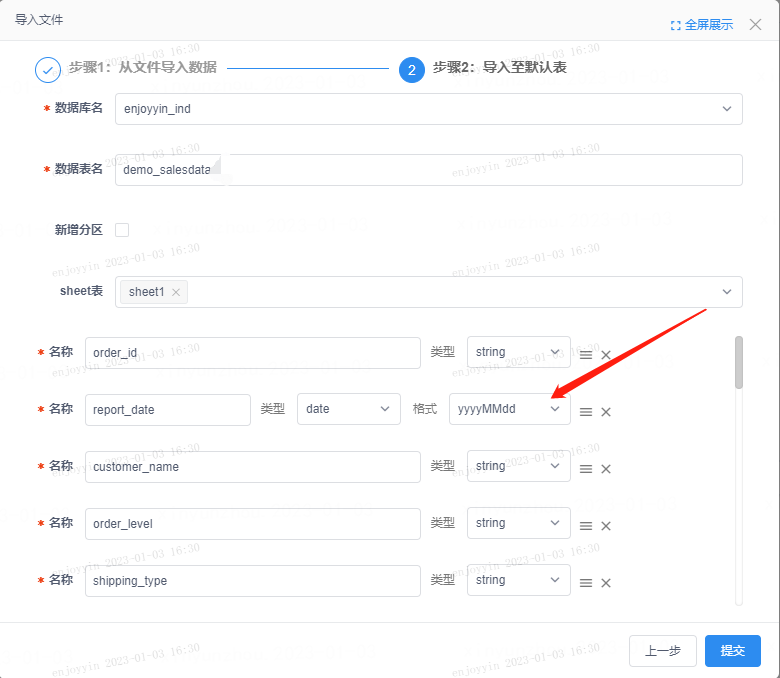 导入文件
全屏展示
步骤1：从文件导入数据
2 步骤2：导入至默认表
* 数据库名 enjoyyin_ind
* 数据表名 demo_salesdata
新增分区
sheet表 sheet1
* 名称 order_id 类型 string
* 名称 report_date 类型 date 格式 yyyyMMdd
* 名称 customer_name 类型 string
* 名称 order_level 类型 string
* 名称 shipping_type 类型 string
上一步 提交
enjoyyin 2023-01-03 16:30